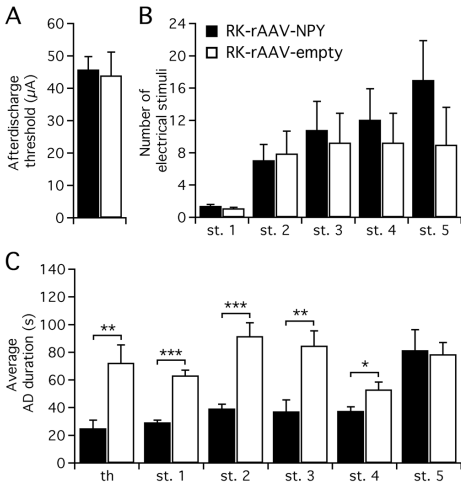 A
Afterdischarge
threshold (µA)
60
50
40
30
20
10
0
B
RK-rAAV-NPY
RK-rAAV-empty
Number of
electrical stimuli
24
20
16
12
8
4
0
st. 1 st. 2 st. 3 st. 4 st. 5
C
Average
AD duration (s)
140
120
100
80
60
40
20
0
** *** *** ** *
th st. 1 st. 2 st. 3 st. 4 st. 5